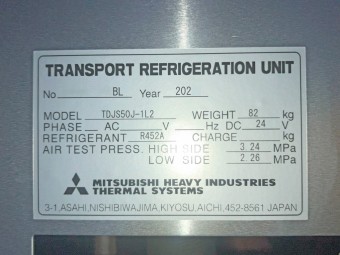 TRANSPORT REFRIGERATION UNIT
No. BL Year 202
MODEL TDJS50J-1L2 WEIGHT 82 kg
PHASE AC V Hz DC 24 V
REFRIGERANT R452A CHARGE kg
AIR TEST PRESS. HIGH SIDE 3.24 MPa
LOW SIDE 2.26 MPa
MITSUBISHI HEAVY INDUSTRIES
THERMAL SYSTEMS
3-1,ASAHI,NISHIBIWAJIMA,KIYOSU,AICHI,452-8561 JAPAN